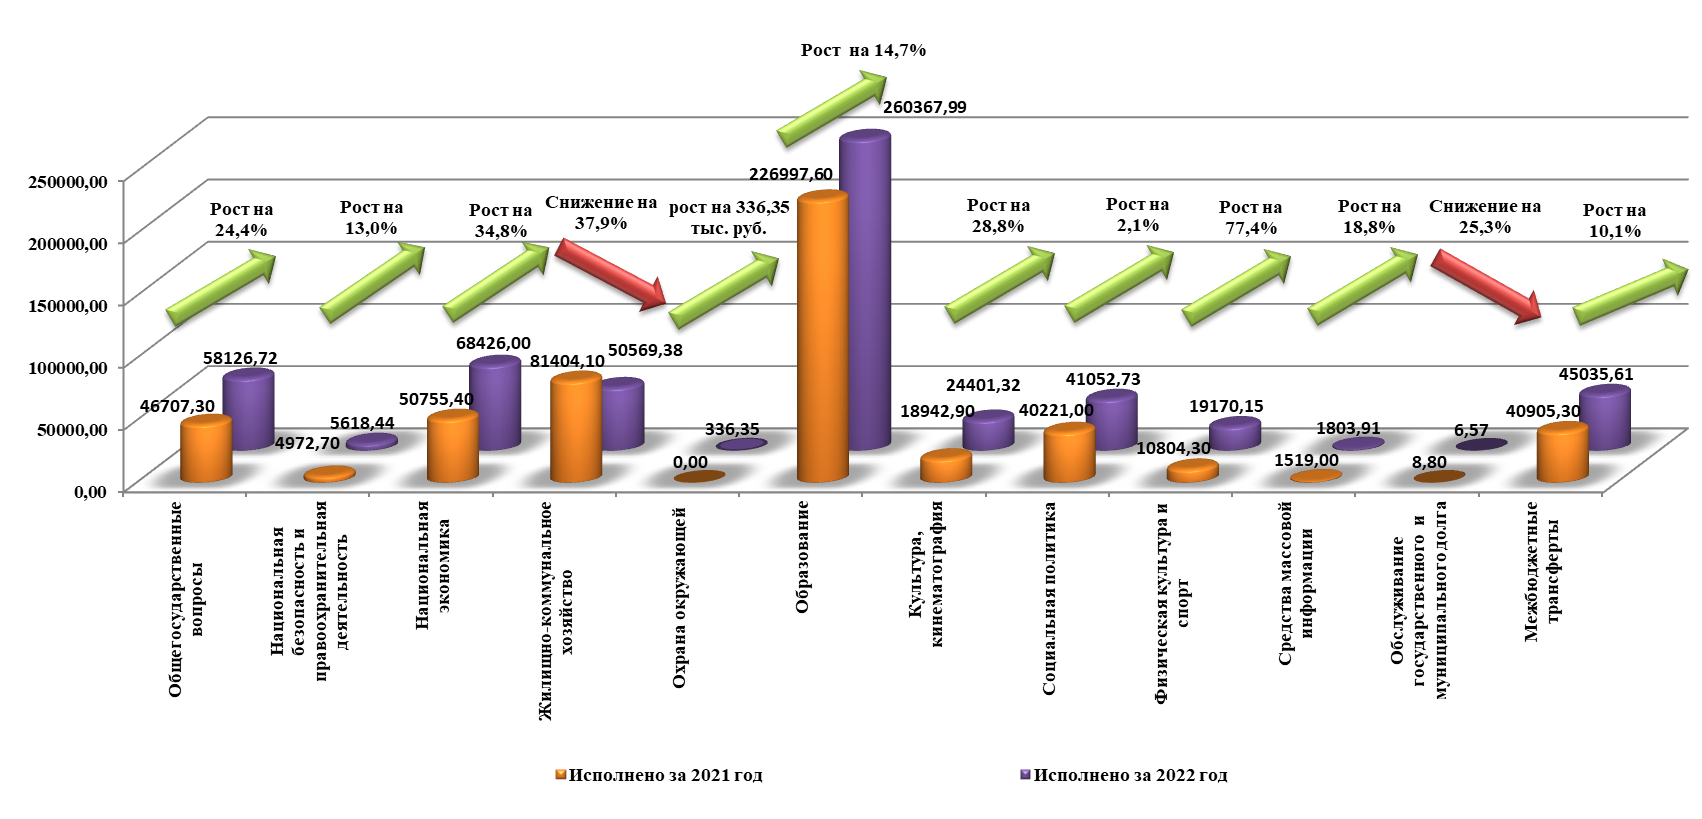 Рост на 14,7%
260367,99
226997,60
250000,00
200000,00
150000,00
100000,00
50000,00
0,00
Рост на
24,4%
Рост на
13,0%
Рост на
34,8%
Снижение на
37,9%
рост на 336,35
тыс. руб.
Рост на
28,8%
Рост на
2,1%
Рост на
77,4%
Рост на
18,8%
Снижение на
25,3%
Рост на
10,1%
46707,30
58126,72
4972,70
5618,44
50755,40
68426,00
81404,10
50569,38
0,00
336,35
18942,90
24401,32
40221,00
41052,73
10804,30
19170,15
1519,00
1803,91
8,80
6,57
40905,30
45035,61
Общегосударственные
вопросы
Национальная
безопасность и
правоохранительная
деятельность
Национальная
экономика
Жилищно-коммунальное
хозяйство
Охрана окружающей
Образование
Культура,
кинематография
Социальная политика
Физическая культура и
спорт
Средства массовой
информации
Обслуживание
государственного и
муниципального долга
Межбюджетные
трансферты
Исполнено за 2021 год
Исполнено за 2022 год